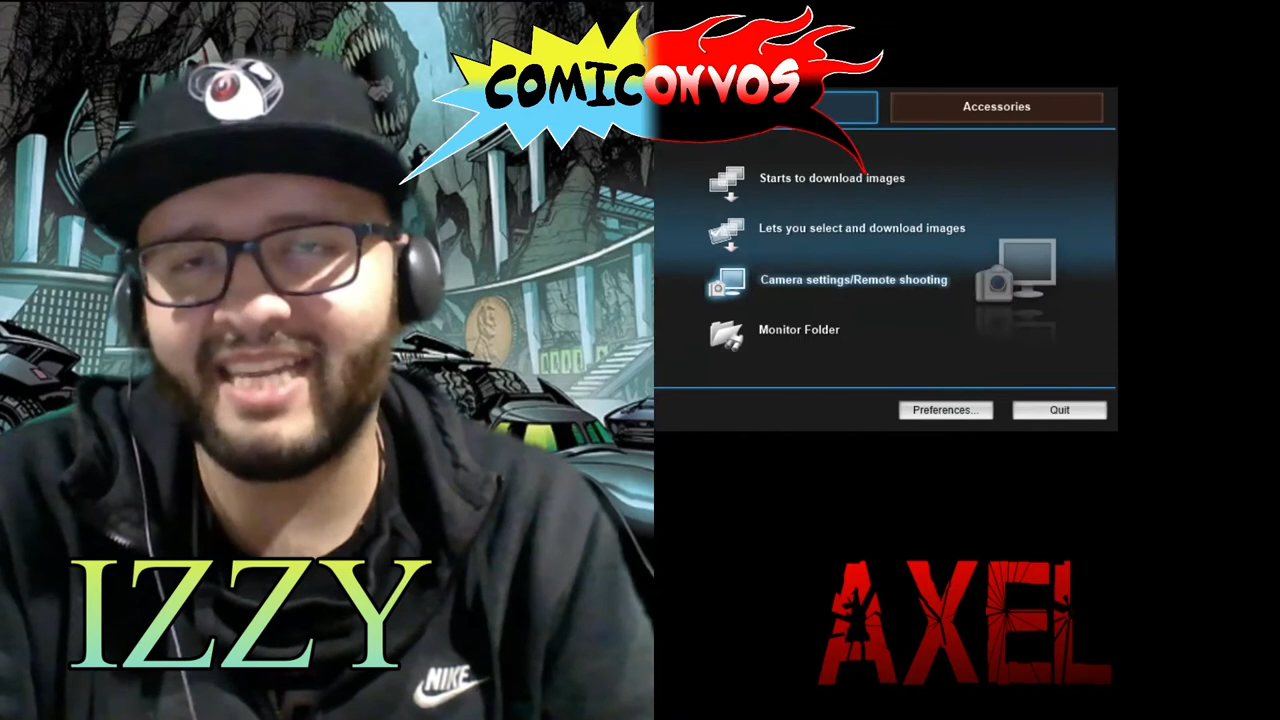 COMICONVOS
Accessories
Starts to download images
Lets you select and download images
Camera settings/Remote shooting
Monitor Folder
Preferences...
Quit
IZZY
NIKE
AXEL